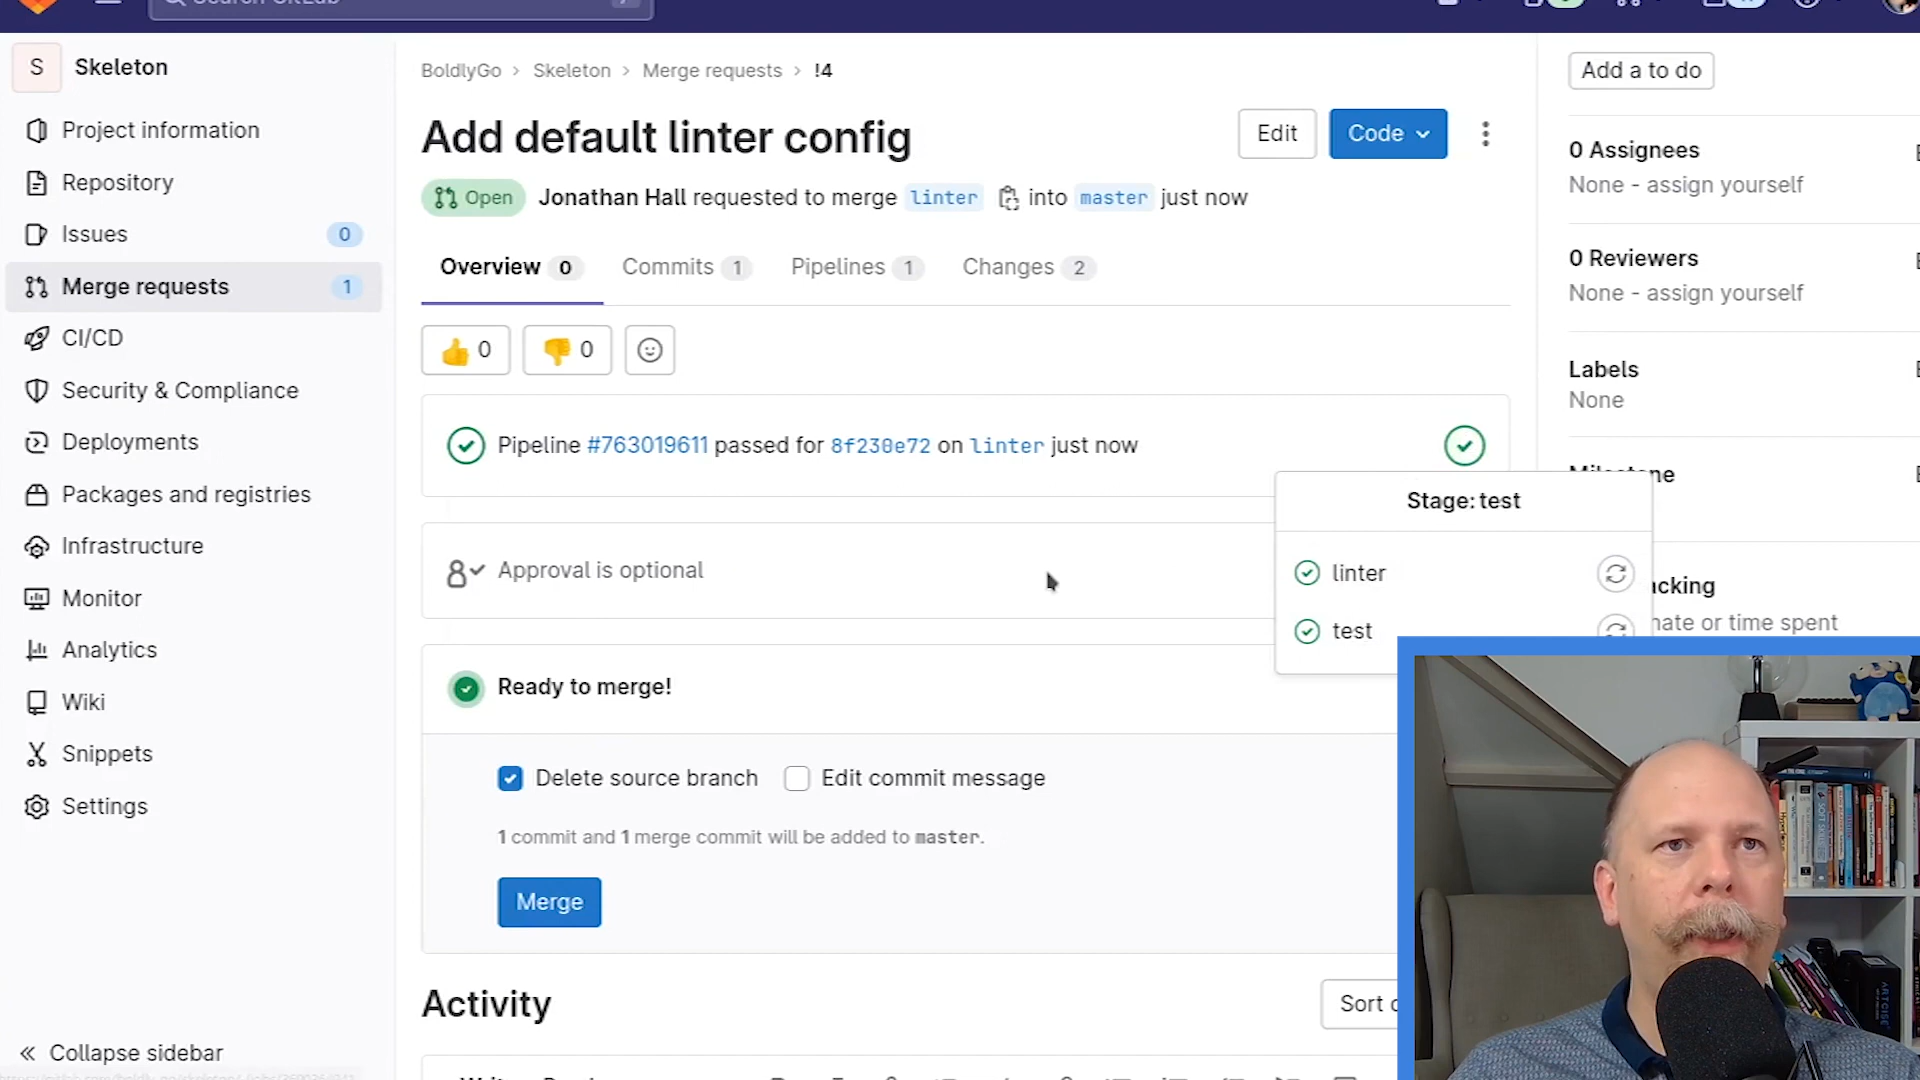 Search GitLab
S Skeleton
Project information
Repository
Issues 0
Merge requests 1
CI/CD
Security & Compliance
Deployments
Packages and registries
Infrastructure
Monitor
Analytics
Wiki
Snippets
Settings
Collapse sidebar
BoldlyGo > Skeleton > Merge requests > !4
Add default linter config
Edit
Code
Open Jonathan Hall requested to merge linter into master just now
Overview 0 Commits 1 Pipelines 1 Changes 2
0 0
Pipeline #763019611 passed for 8f230e72 on linter just now
Stage: test
linter
test
Approval is optional
Ready to merge!
Delete source branch Edit commit message
1 commit and 1 merge commit will be added to master.
Merge
Activity
Sort
Add a to do
0 Assignees
None - assign yourself
0 Reviewers
None - assign yourself
Labels
None
or time spent